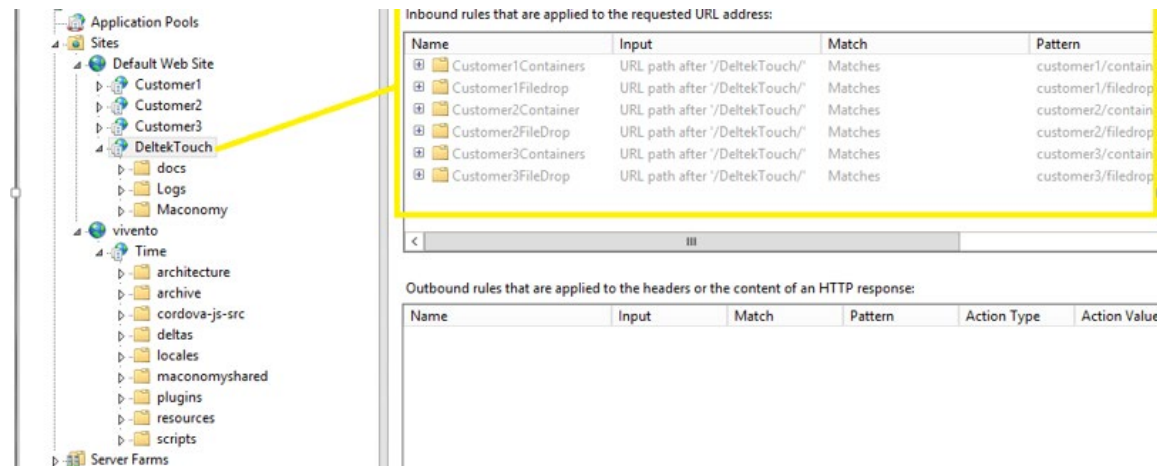 Application Pools
Sites
Default Web Site
Customer1
Customer2
Customer3
DeltekTouch
docs
Logs
Maconomy
vivento
Time
architecture
archive
cordova-js-src
deltas
locales
maconomyshared
plugins
resources
scripts
Server Farms
Inbound rules that are applied to the requested URL address:
Name Input Match Pattern
Customer1Containers URL path after '/DeltekTouch/' Matches customer1/contain
Customer1Filedrop URL path after '/DeltekTouch/' Matches customer1/filedrop
Customer2Container URL path after '/DeltekTouch/' Matches customer2/contain
Customer2FileDrop URL path after '/DeltekTouch/' Matches customer2/filedrop
Customer3Containers URL path after '/DeltekTouch/' Matches customer3/contain
Customer3FileDrop URL path after '/DeltekTouch/' Matches customer3/filedrop
Outbound rules that are applied to the headers or the content of an HTTP response:
Name Input Match Pattern Action Type Action Value